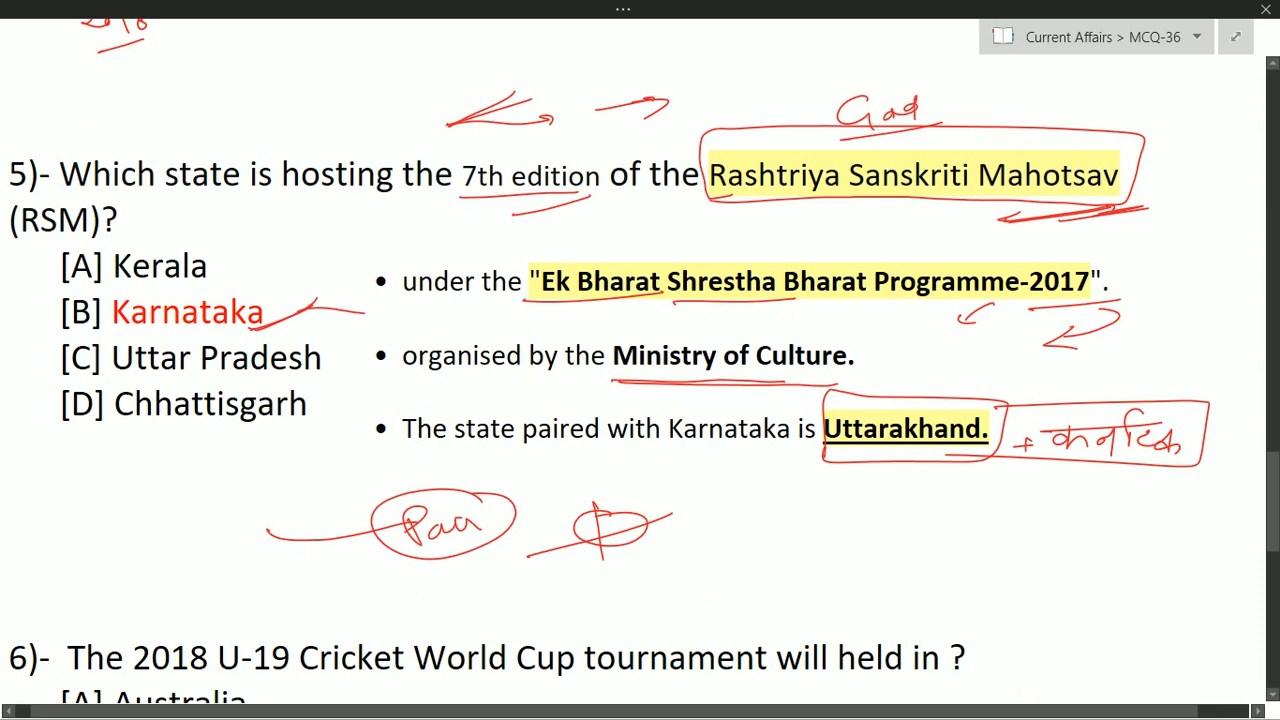 2018
Current Affairs > MCQ-36
God
5)- Which state is hosting the 7th edition of the Rashtriya Sanskriti Mahotsav
(RSM)?
[A] Kerala
[B] Karnataka
[C] Uttar Pradesh
[D] Chhattisgarh
• under the "Ek Bharat Shrestha Bharat Programme-2017".
• organised by the Ministry of Culture.
• The state paired with Karnataka is Uttarakhand. + कर्नाटक
6)- The 2018 U-19 Cricket World Cup tournament will held in ?
[A] Australia